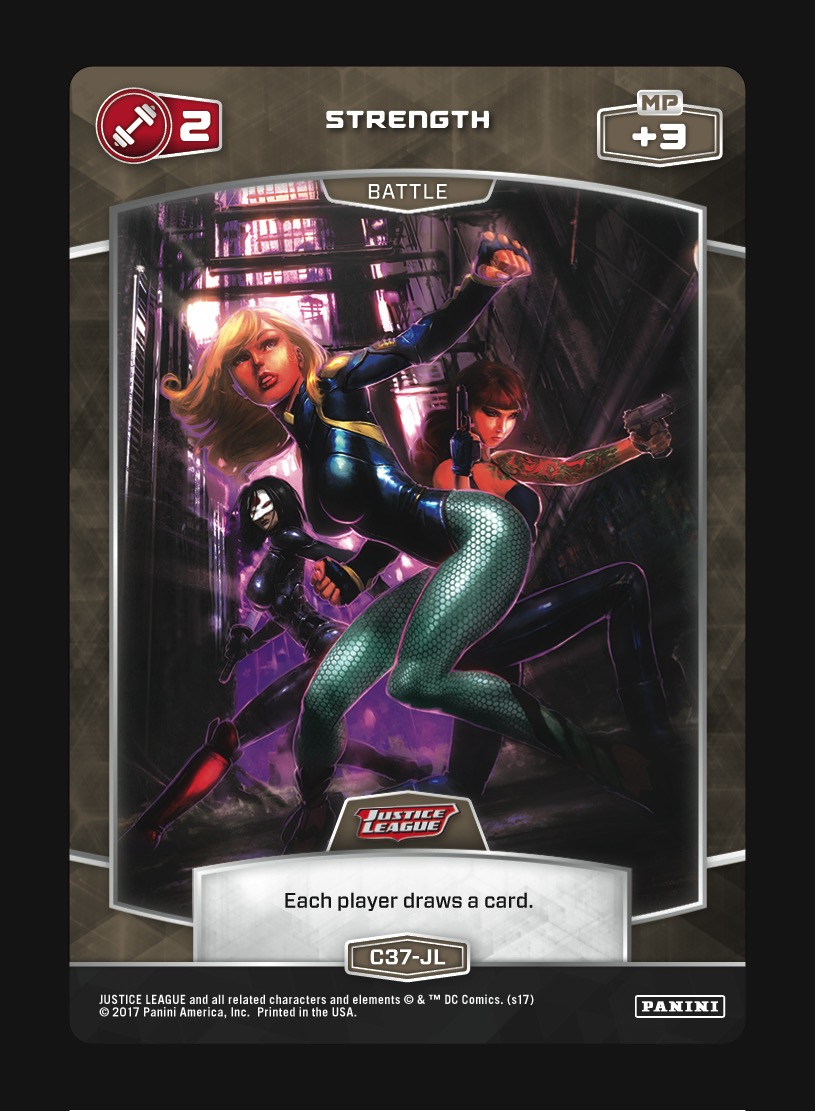 2
STRENGTH
MP
+3
BATTLE
JUSTICE
LEAGUE
Each player draws a card.
C37-JL
JUSTICE LEAGUE and all related characters and elements © & ™ DC Comics. (s17)
© 2017 Panini America, Inc.  Printed in the USA.
PANINI